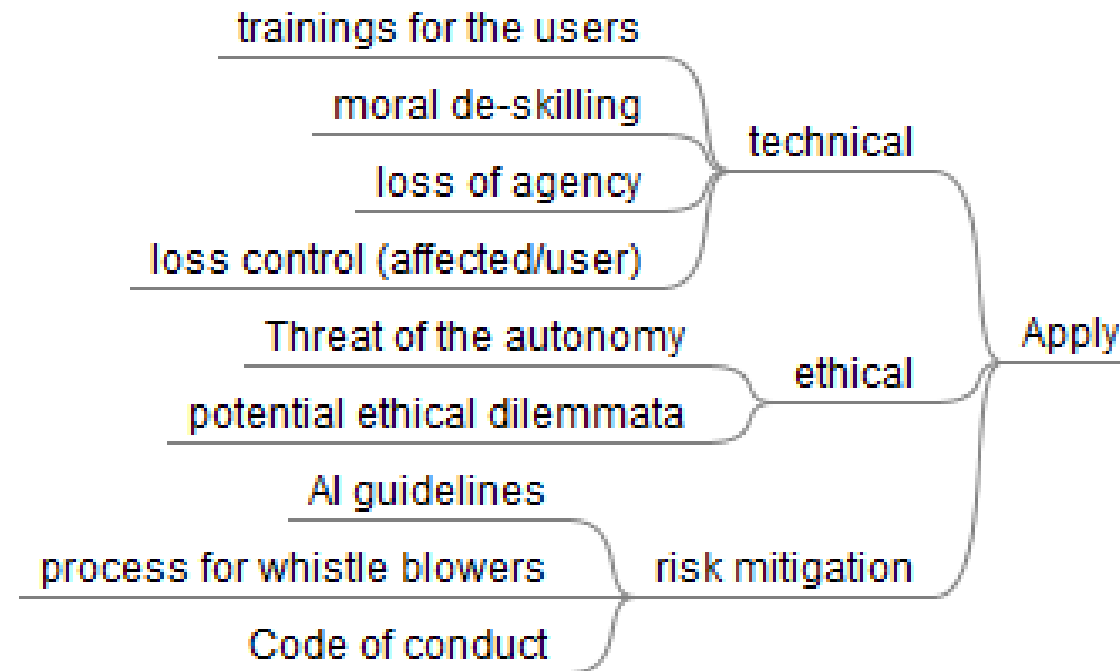 trainings for the users
moral de-skilling
technical
loss of agency
loss control (affected/user)
Threat of the autonomy
Apply
ethical
potential ethical dilemmata
AI guidelines
process for whistle blowers
risk mitigation
Code of conduct